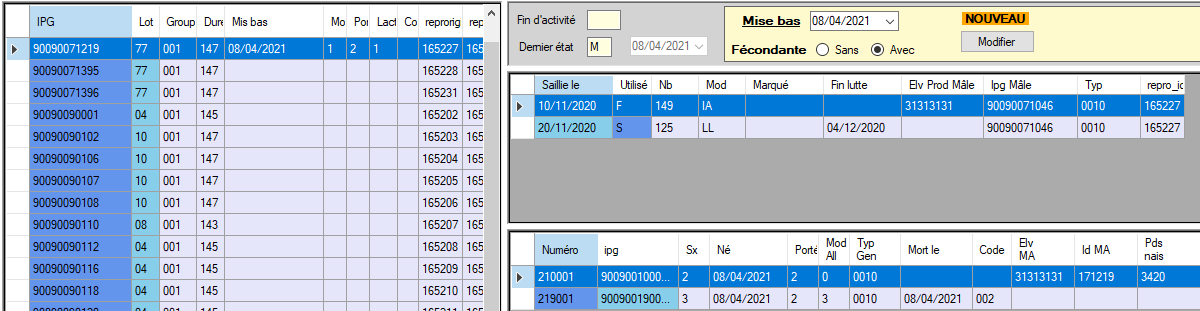 IPG Lot Group Dure Mis bas Mo Por Lact Co reprorig rep
90090071219 77 001 147 08/04/2021 1 2 1 165227 165
90090071395 77 001 147 165228 165
90090071396 77 001 147 165231 165
90090090001 04 001 145 165202 165
90090090102 10 001 147 165203 165
90090090106 10 001 147 165204 165
90090090107 10 001 147 165205 165
90090090108 10 001 147 165206 165
90090090110 08 001 143 165207 165
90090090112 04 001 145 165208 165
90090090116 04 001 145 165209 165
90090090118 04 001 145 165210 165
Fin d'activité
Dernier état M 08/04/2021
Mise bas 08/04/2021 NOUVEAU
Fécondante Sans Avec Modifier
Saillie le Utilisé Nb Mod Marqué Fin lutte Elv Prod Mâle Ipg Mâle Typ repro_ic
10/11/2020 F 149 IA 31313131 90090071046 0010 165227
20/11/2020 S 125 LL 04/12/2020 90090071046 0010 165227
Numéro ipg Sx Né Porté Mod All Typ Gen Mort le Code Elv MA Id MA Pds nais
210001 9009001000... 2 08/04/2021 2 0 0010 31313131 171219 3420
219001 9009001900... 3 08/04/2021 2 3 0010 08/04/2021 002